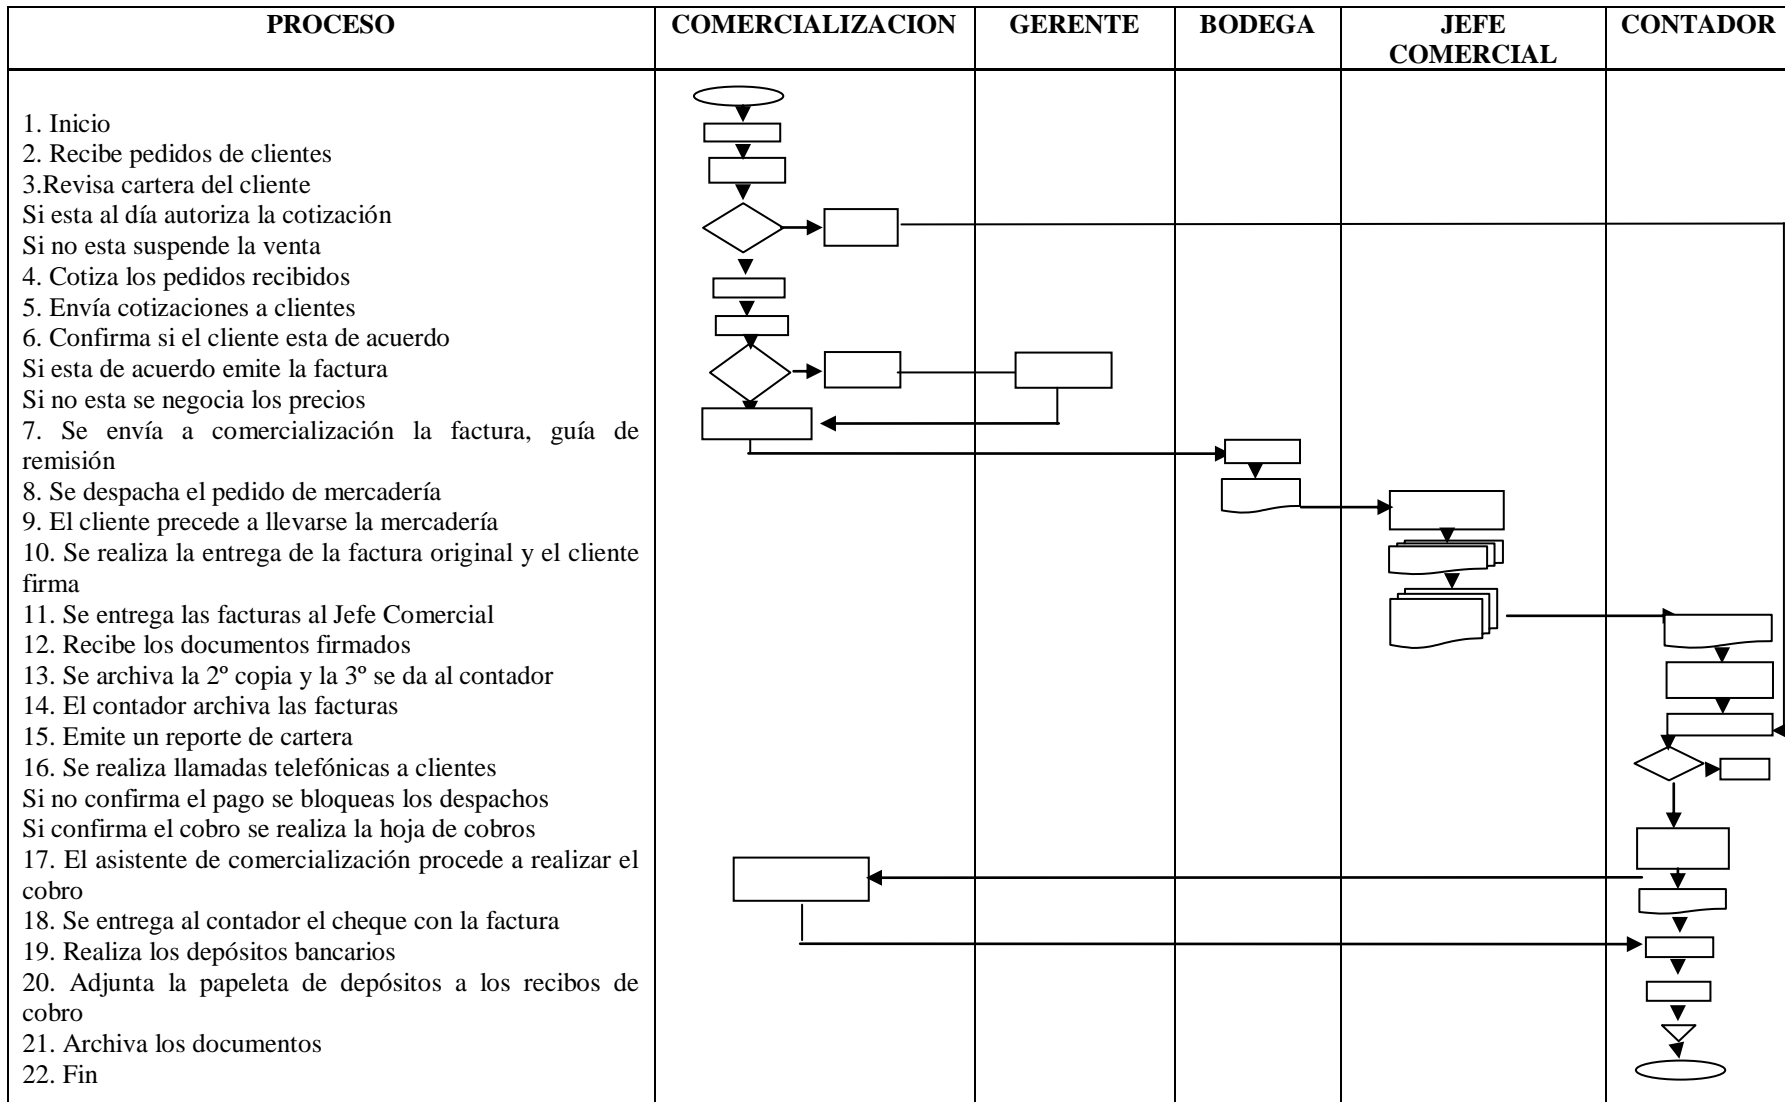 PROCESO
COMERCIALIZACION
GERENTE
BODEGA
JEFE
COMERCIAL
CONTADOR
1. Inicio
2. Recibe pedidos de clientes
3.Revisa cartera del cliente
Si esta al día autoriza la cotización
Si no esta suspende la venta
4. Cotiza los pedidos recibidos
5. Envía cotizaciones a clientes
6. Confirma si el cliente esta de acuerdo
Si esta de acuerdo emite la factura
Si no esta se negocia los precios
7. Se envía a comercialización la factura, guía de
remisión
8. Se despacha el pedido de mercadería
9. El cliente precede a llevarse la mercadería
10. Se realiza la entrega de la factura original y el cliente
firma
11. Se entrega las facturas al Jefe Comercial
12. Recibe los documentos firmados
13. Se archiva la 2º copia y la 3º se da al contador
14. El contador archiva las facturas
15. Emite un reporte de cartera
16. Se realiza llamadas telefónicas a clientes
Si no confirma el pago se bloqueas los despachos
Si confirma el cobro se realiza la hoja de cobros
17. El asistente de comercialización procede a realizar el
cobro
18. Se entrega al contador el cheque con la factura
19. Realiza los depósitos bancarios
20. Adjunta la papeleta de depósitos a los recibos de
cobro
21. Archiva los documentos
22. Fin